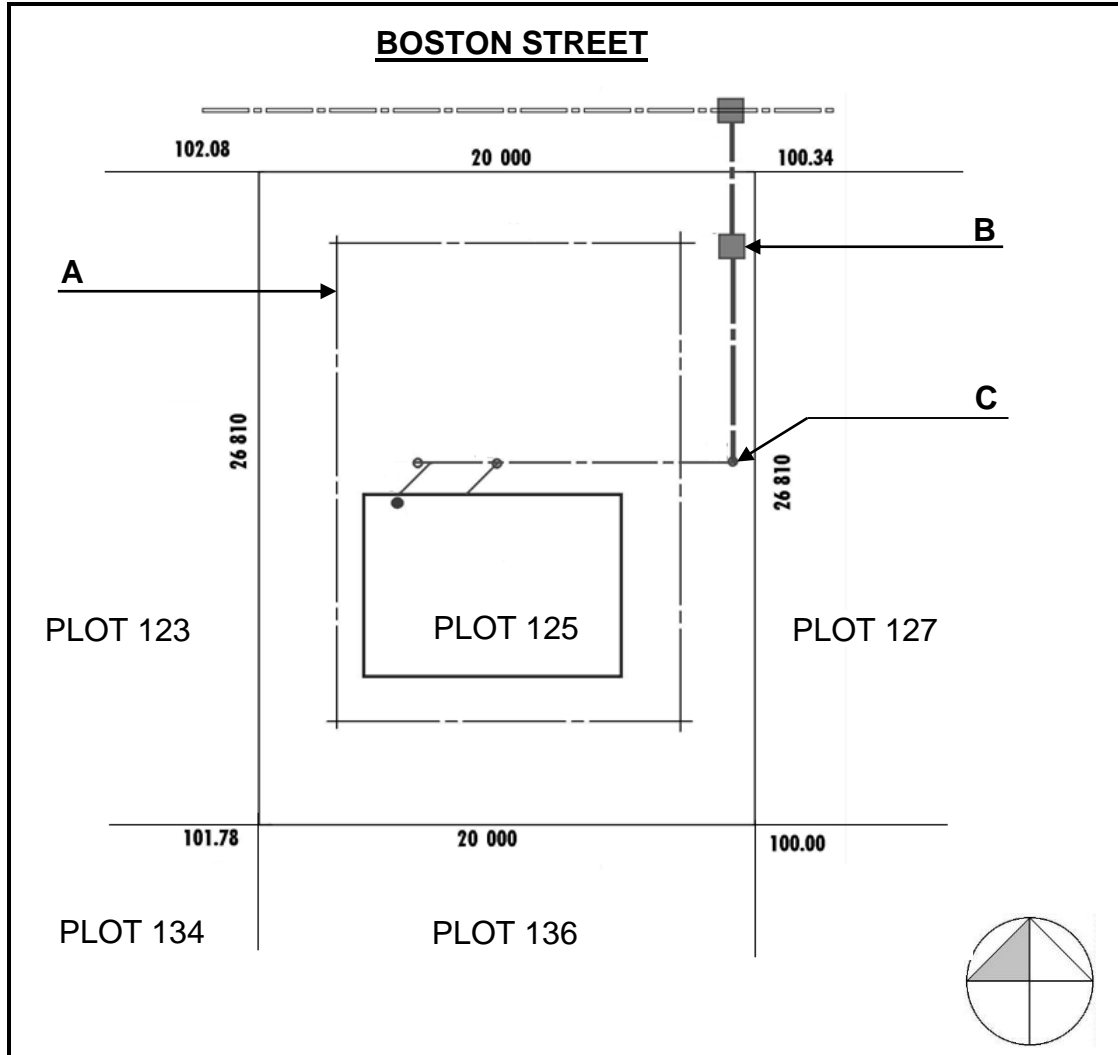 BOSTON STREET
102.08
20 000
100.34
B
A
C
26 810
26 810
PLOT 123
PLOT 125
PLOT 127
101.78
20 000
100.00
PLOT 134
PLOT 136